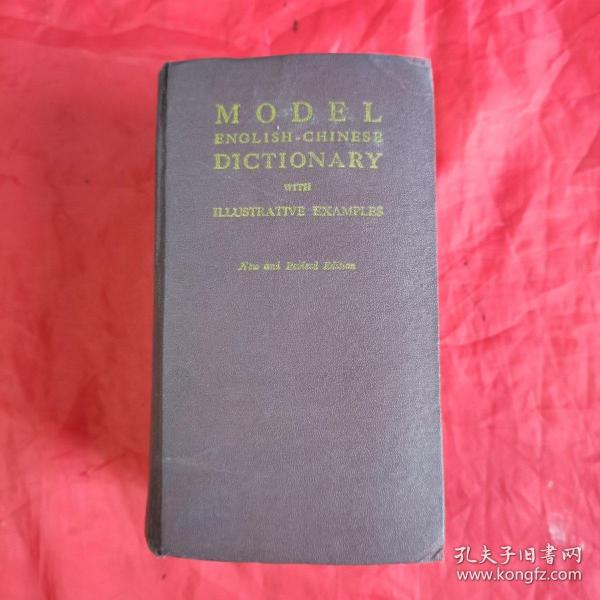 MODEL
ENGLISH-CHINESE
DICTIONARY
WITH
ILLUSTRATIVE EXAMPLES
New and Revised Edition
孔夫子旧书网
www.kongfz.com